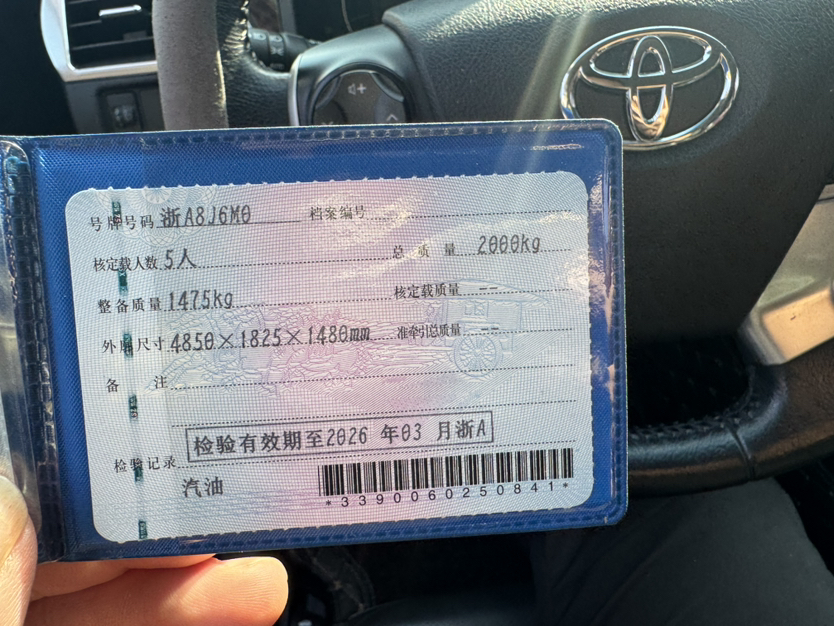 号牌号码 浙A8J6M0 档案编号
核定载人数 5人 总 质 量 2000kg
整备质量 1475kg 核定载质量 --
外廓尺寸 4850×1825×1480mm 准牵引总质量 --
备 注
检验有效期至2026 年03 月浙A
检验记录
汽油
*3390060250841*